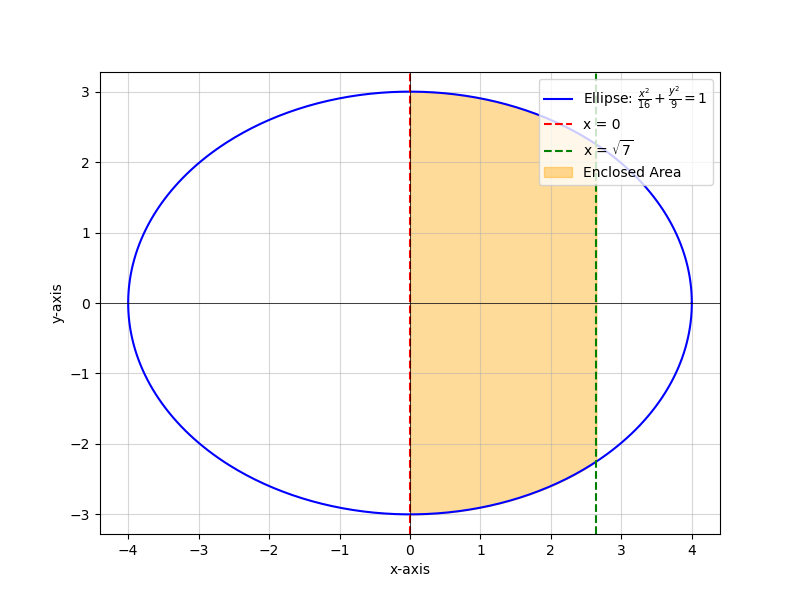 Ellipse: x²/16 + y²/9 = 1
x = 0
x = √7
Enclosed Area
3
2
1
0
−1
−2
−3
y-axis
−4 −3 −2 −1 0 1 2 3 4
x-axis